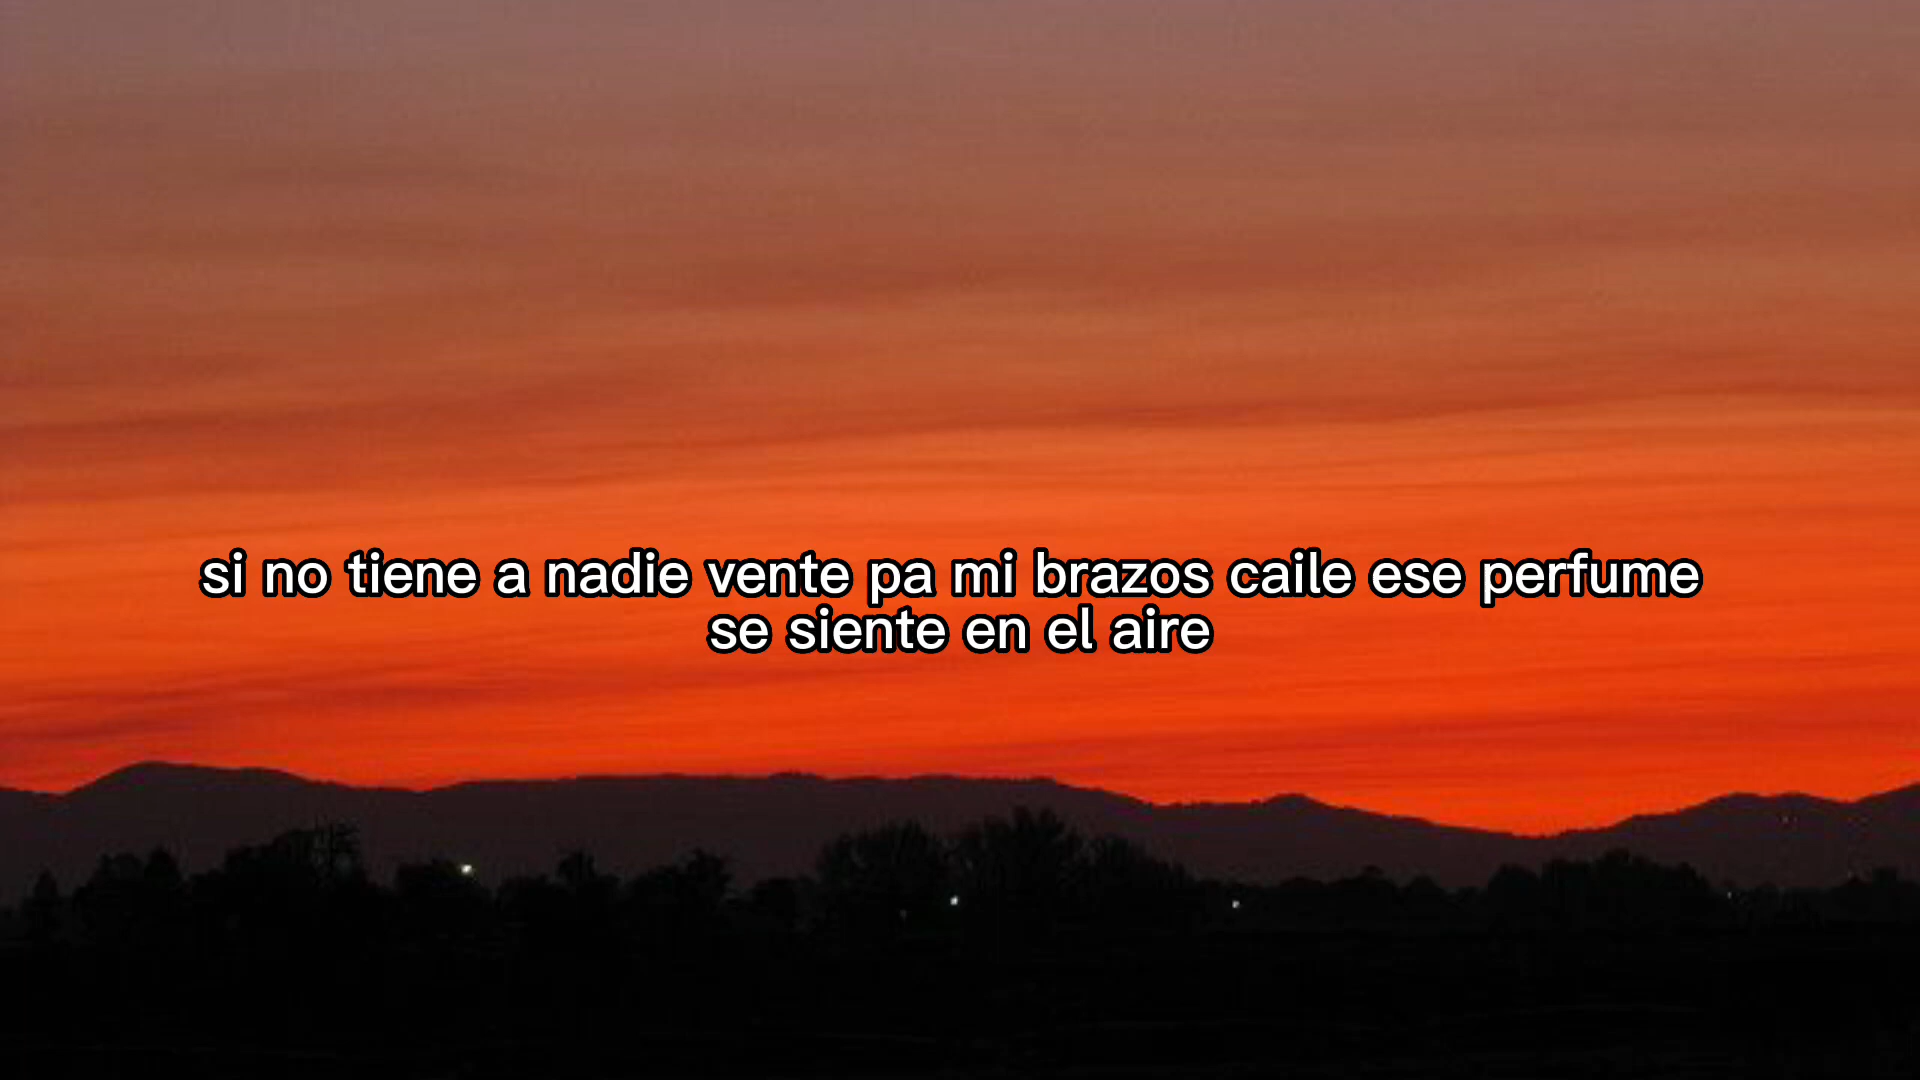 si no tiene a nadie vente pa mi brazos caile ese perfume
se siente en el aire